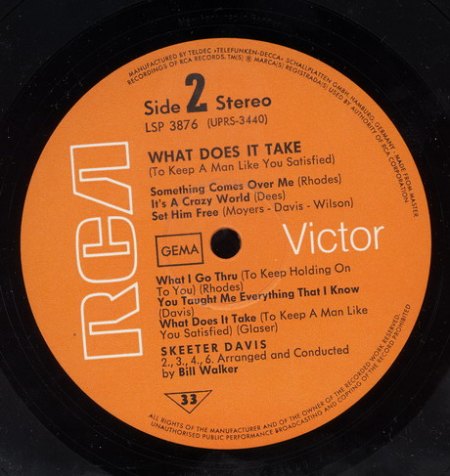 MANUFACTURED BY TELDEC »TELEFUNKEN-DECCA« SCHALLPLATTEN GMBH, HAMBURG, GERMANY · MADE FROM MASTER
RECORDINGS OF RCA RECORDS, TM(S) ® MARCA(S) REGISTRADA(S) USED BY AUTHORITY OF RCA CORPORATION
Side 2 Stereo
LSP 3876 (UPRS-3440)
WHAT DOES IT TAKE
(To Keep A Man Like You Satisfied)
Something Comes Over Me (Rhodes)
It's A Crazy World (Dees)
Set Him Free (Moyers - Davis - Wilson)
RCA
GEMA
Victor
What I Go Thru (To Keep Holding On
To You) (Rhodes)
You Taught Me Everything That I Know
(Davis)
What Does It Take (To Keep A Man Like
You Satisfied) (Glaser)
SKEETER DAVIS
2., 3., 4., 6. Arranged and Conducted
by Bill Walker
33
ALL RIGHTS OF THE MANUFACTURER AND OF THE OWNER OF THE RECORDED WORK RESERVED
UNAUTHORISED PUBLIC PERFORMANCE BROADCASTING AND COPYING OF THIS RECORD PROHIBITED